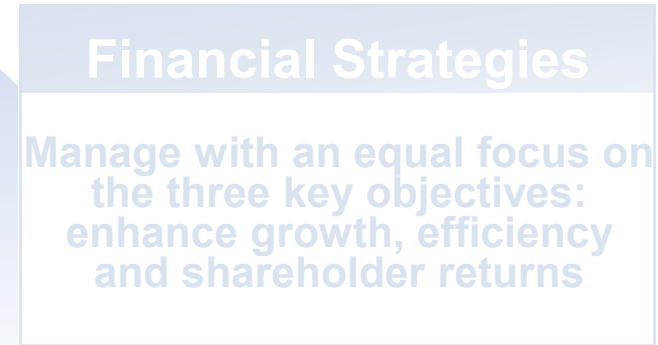 Financial Strategies
Manage with an equal focus on
the three key objectives:
enhance growth, efficiency
and shareholder returns